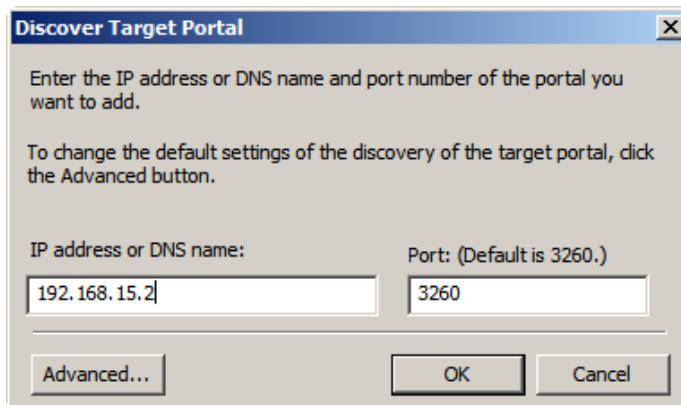 Discover Target Portal
Enter the IP address or DNS name and port number of the portal you
want to add.
To change the default settings of the discovery of the target portal, click
the Advanced button.
IP address or DNS name:
Port: (Default is 3260.)
192.168.15.2
3260
Advanced...
OK
Cancel